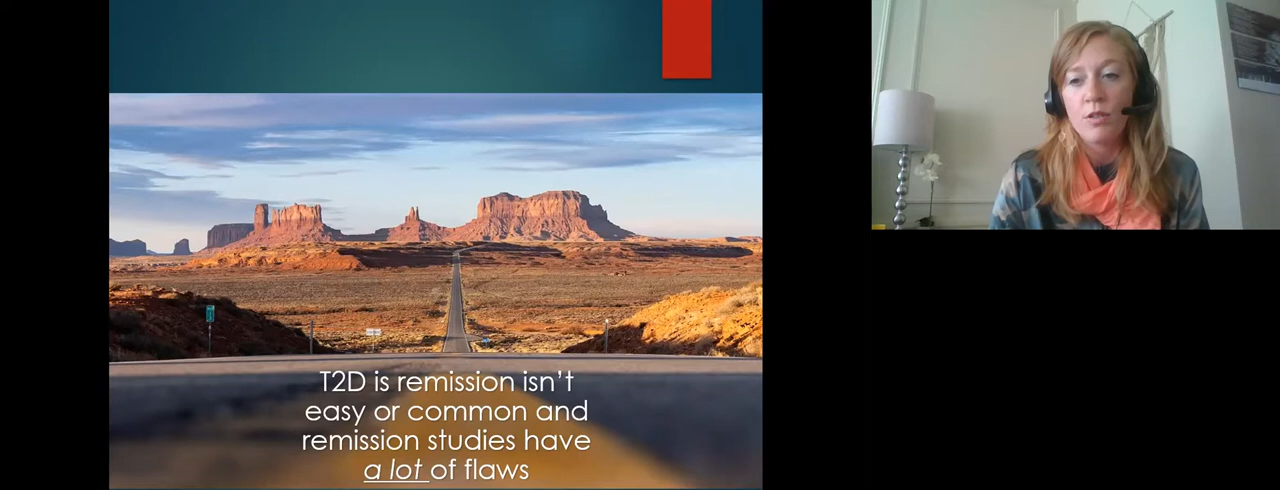 T2D is remission isn't
easy or common and
remission studies have
a lot of flaws